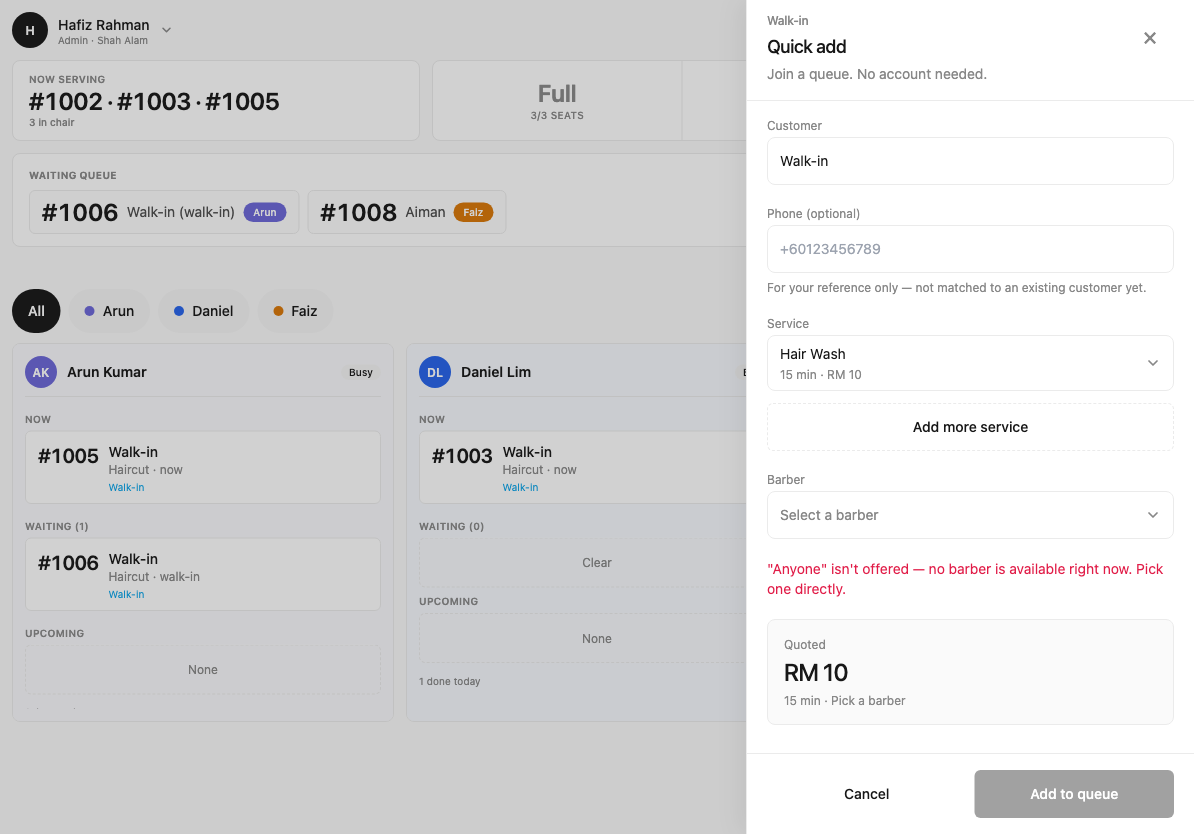 H
Hafiz Rahman
Admin · Shah Alam
NOW SERVING
#1002 · #1003 · #1005
3 in chair
Full
3/3 SEATS
WAITING QUEUE
#1006 Walk-in (walk-in) Arun
#1008 Aiman Faiz
All
Arun
Daniel
Faiz
AK Arun Kumar Busy
NOW
#1005 Walk-in
Haircut · now
Walk-in
WAITING (1)
#1006 Walk-in
Haircut · walk-in
Walk-in
UPCOMING
None
DL Daniel Lim
NOW
#1003 Walk-in
Haircut · now
Walk-in
WAITING (0)
Clear
UPCOMING
None
1 done today
Walk-in
Quick add
Join a queue. No account needed.
Customer
Walk-in
Phone (optional)
+60123456789
For your reference only — not matched to an existing customer yet.
Service
Hair Wash
15 min · RM 10
Add more service
Barber
Select a barber
"Anyone" isn't offered — no barber is available right now. Pick
one directly.
Quoted
RM 10
15 min · Pick a barber
Cancel
Add to queue